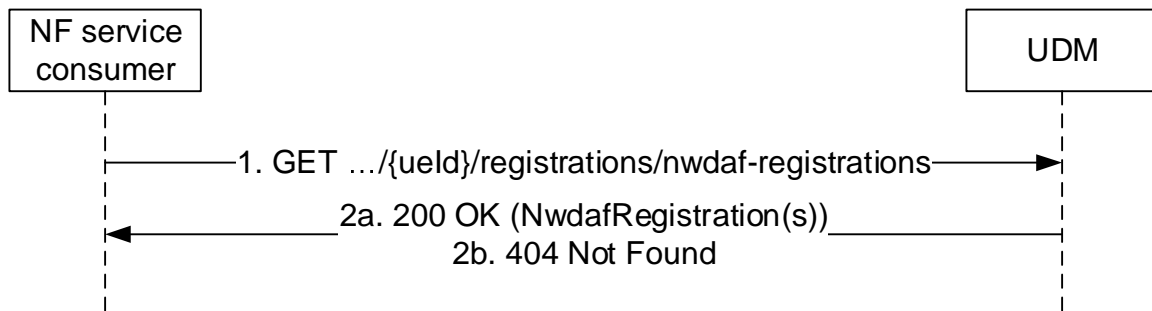 NF service
consumer
UDM
1. GET …/{ueId}/registrations/nwdaf-registrations
2a. 200 OK (NwdafRegistration(s))
2b. 404 Not Found